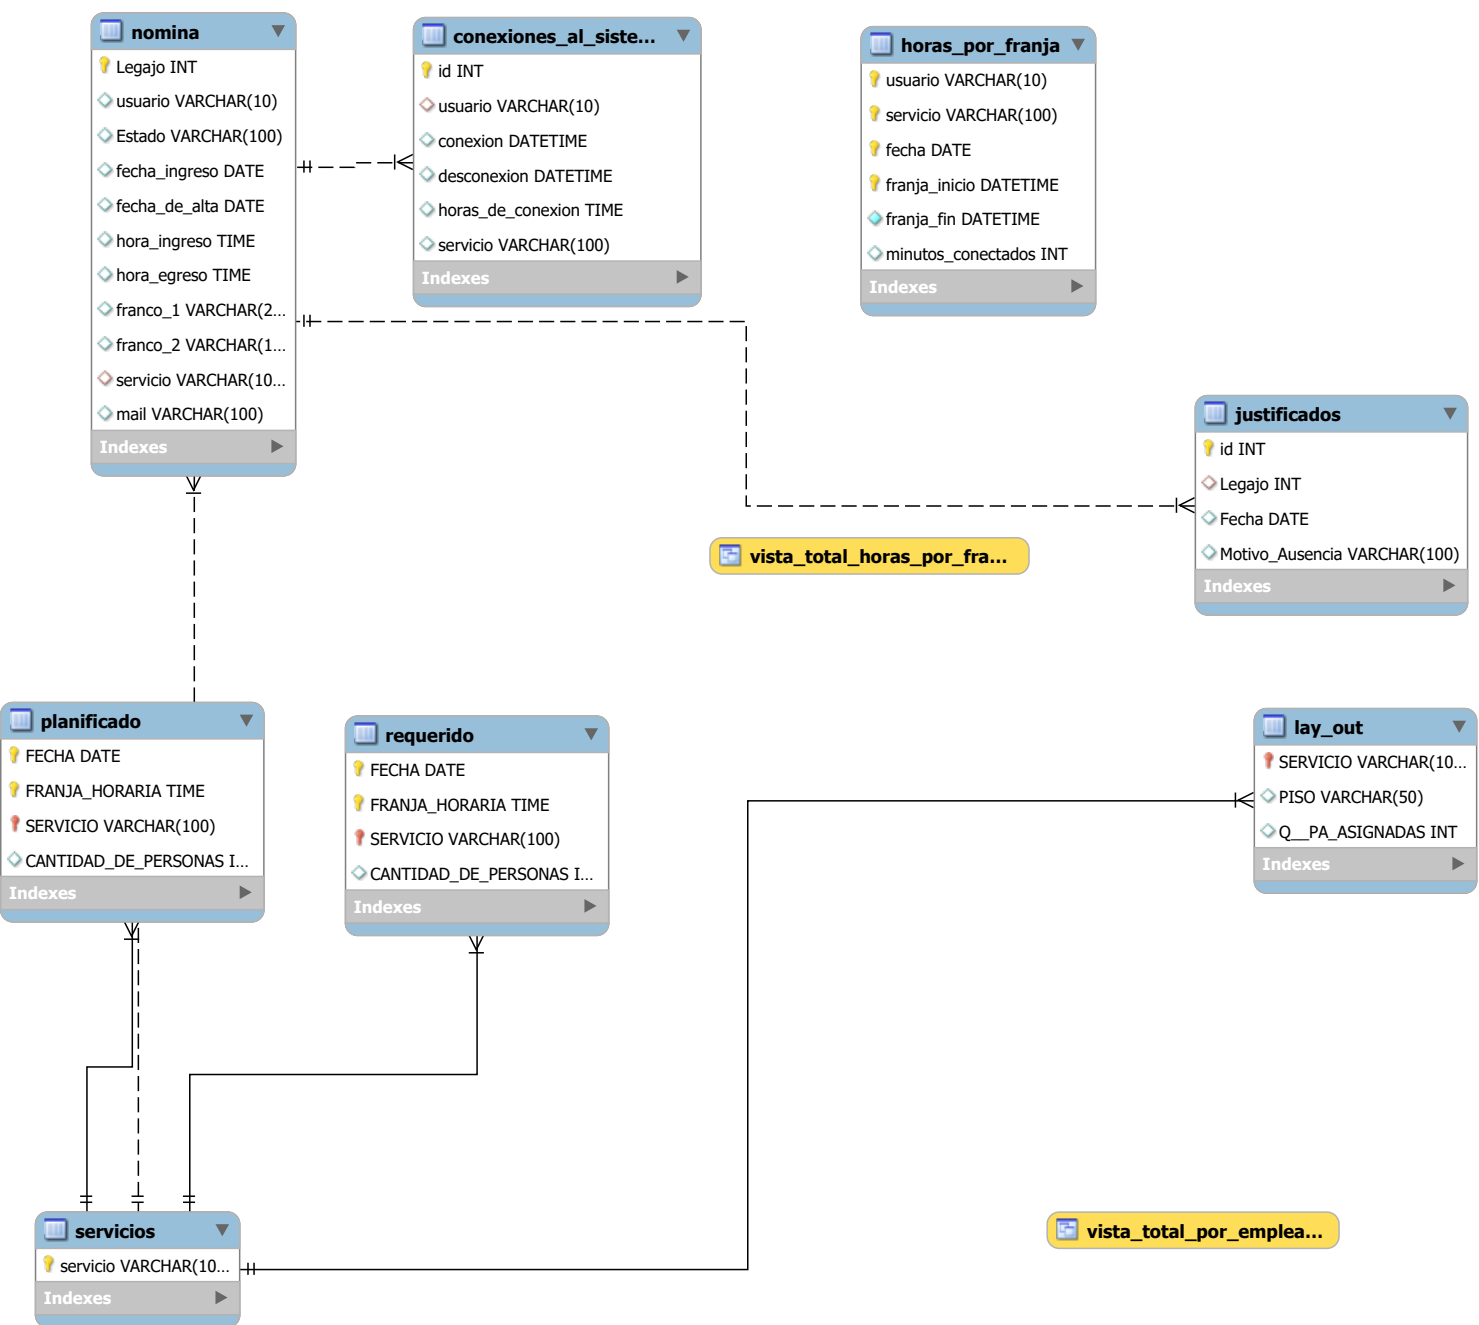 nomina
Legajo INT
usuario VARCHAR(10)
Estado VARCHAR(100)
fecha_ingreso DATE
fecha_de_alta DATE
hora_ingreso TIME
hora_egreso TIME
franco_1 VARCHAR(2...
franco_2 VARCHAR(1...
servicio VARCHAR(10...
mail VARCHAR(100)
Indexes
conexiones_al_siste...
id INT
usuario VARCHAR(10)
conexion DATETIME
desconexion DATETIME
horas_de_conexion TIME
servicio VARCHAR(100)
Indexes
horas_por_franja
usuario VARCHAR(10)
servicio VARCHAR(100)
fecha DATE
franja_inicio DATETIME
franja_fin DATETIME
minutos_conectados INT
Indexes
justificados
id INT
Legajo INT
Fecha DATE
Motivo_Ausencia VARCHAR(100)
Indexes
vista_total_horas_por_fra...
planificado
FECHA DATE
FRANJA_HORARIA TIME
SERVICIO VARCHAR(100)
CANTIDAD_DE_PERSONAS I...
Indexes
requerido
FECHA DATE
FRANJA_HORARIA TIME
SERVICIO VARCHAR(100)
CANTIDAD_DE_PERSONAS I...
Indexes
lay_out
SERVICIO VARCHAR(10...
PISO VARCHAR(50)
Q__PA_ASIGNADAS INT
Indexes
servicios
servicio VARCHAR(10...
Indexes
vista_total_por_emplea...